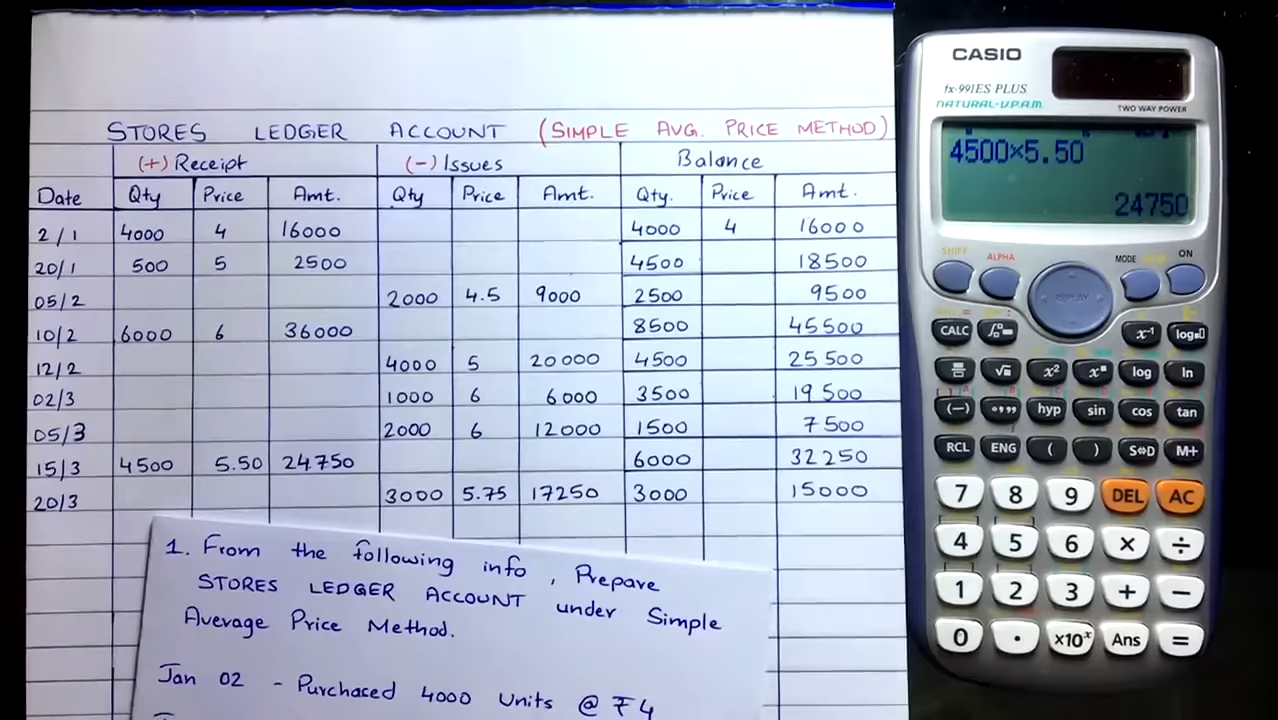 STORES LEDGER ACCOUNT (SIMPLE AVG. PRICE METHOD)
(+) Receipt (-) Issues Balance
Date Qty Price Amt. Qty Price Amt. Qty. Price Amt.
2/1 4000 4 16000 4000 4 16000
20/1 500 5 2500 4500 18500
05/2 2000 4.5 9000 2500 9500
10/2 6000 6 36000 8500 45500
12/2 4000 5 20000 4500 25500
02/3 1000 6 6000 3500 19500
05/3 2000 6 12000 1500 7500
15/3 4500 5.50 24750 6000 32250
20/3 3000 5.75 17250 3000 15000
1. From the following info, Prepare
STORES LEDGER ACCOUNT under Simple
Average Price Method.
Jan 02 - Purchased 4000 Units @ ₹4
CASIO
fx-991ES PLUS
NATURAL-V.P.A.M.
TWO WAY POWER
4500×5.50
24750
SHIFT ALPHA MODE ON
REPLAY
CALC x⁻¹ log
√ x² x log ln
(−) hyp sin cos tan
RCL ENG ( ) S⇔D M+
7 8 9 DEL AC
4 5 6 × ÷
1 2 3 + −
0 . ×10ˣ Ans =